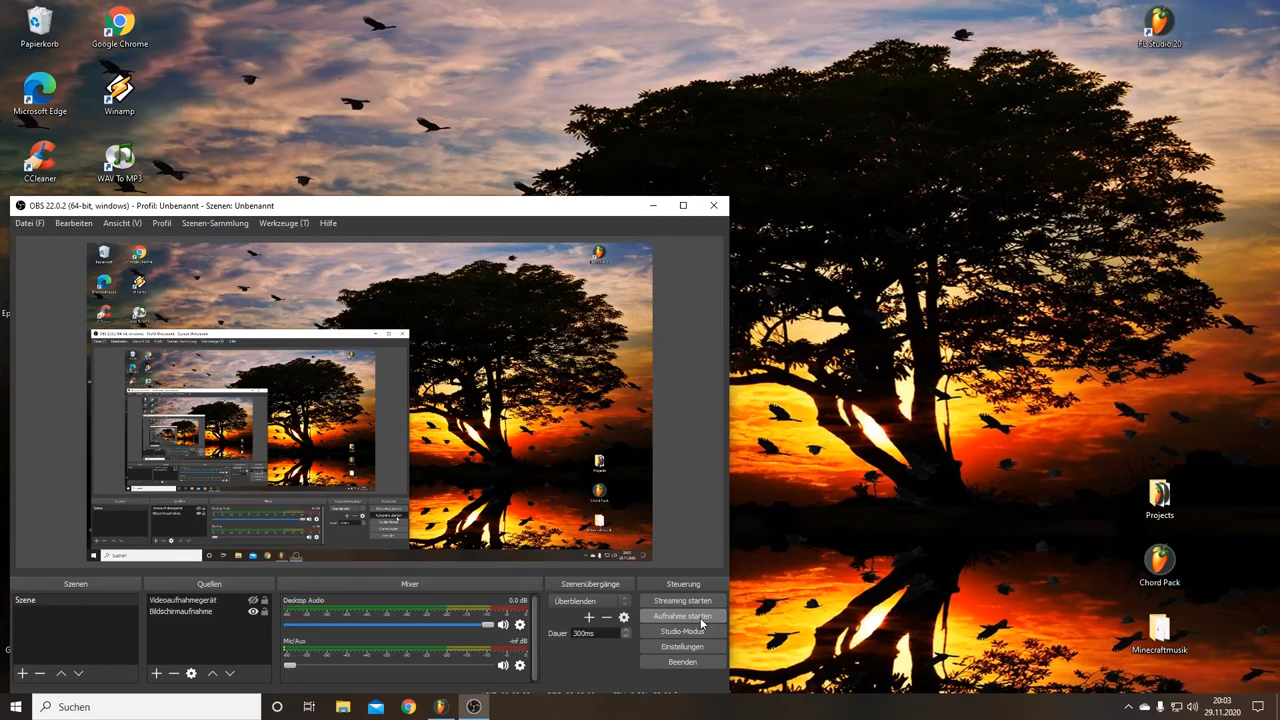 Papierkorb
Google Chrome
FL Studio 20
Microsoft Edge
Winamp
CCleaner
WAV To MP3
OBS 22.0.2 (64-bit, windows) - Profil: Unbenannt - Szenen: Unbenannt
Datei (F) Bearbeiten Ansicht (V) Profil Szenen-Sammlung Werkzeuge (T) Hilfe
Projects
Chord Pack
Minecraftmusik
Szenen Quellen Mixer Szenenübergänge Steuerung
Szene
Videoaufnahmegerät
Bildschirmaufnahme
Desktop Audio 0.0 dB
Mic/Aux -inf dB
Überblenden
Dauer 300ms
Streaming starten
Aufnahme starten
Studio-Modus
Einstellungen
Beenden
Suchen
20:03
29.11.2020